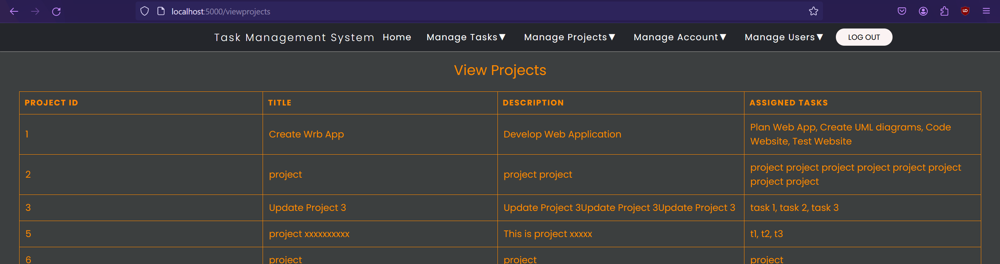 localhost:5000/viewprojects
Task Management System Home Manage Tasks▼ Manage Projects▼ Manage Account▼ Manage Users▼ LOG OUT
View Projects
PROJECT ID TITLE DESCRIPTION ASSIGNED TASKS
1 Create Wrb App Develop Web Application Plan Web App, Create UML diagrams, Code
Website, Test Website
2 project project project project project project project project project
project project
3 Update Project 3 Update Project 3Update Project 3Update Project 3 task 1, task 2, task 3
5 project xxxxxxxxxx This is project xxxxx t1, t2, t3
6 project project project